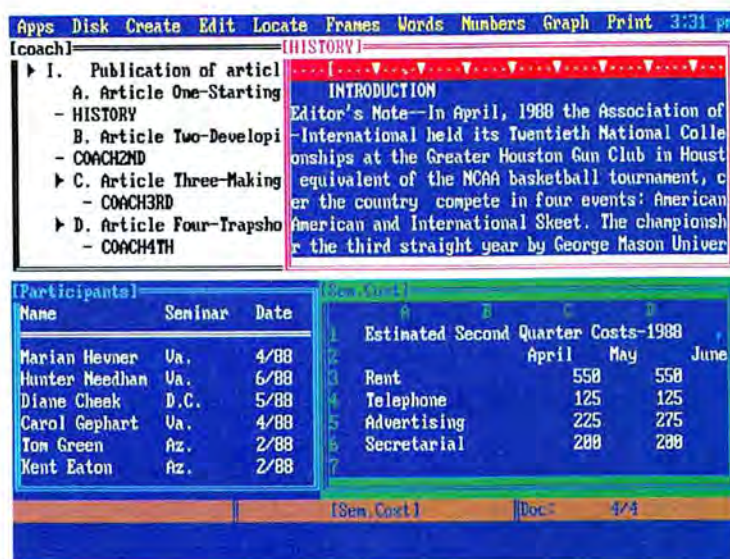 Apps Disk Create Edit Locate Frames Words Numbers Graph Print 3:31 pm
[coach]
I. Publication of articl
A. Article One-Starting
- HISTORY
B. Article Two-Developi
- COACH2ND
C. Article Three-Making
- COACH3RD
D. Article Four-Trapsho
- COACH4TH
[HISTORY]
INTRODUCTION
Editor's Note--In April, 1988 the Association of
-International held its Twentieth National Colle
onships at the Greater Houston Gun Club in Houst
equivalent of the NCAA basketball tournament, c
er the country compete in four events: American
American and International Skeet. The championsh
r the third straight year by George Mason Univer
[Participants]
Name Seminar Date
Marian Hevner Va. 4/88
Hunter Needham Va. 6/88
Diane Cheek D.C. 5/88
Carol Gephart Va. 4/88
Tom Green Az. 2/88
Kent Eaton Az. 2/88
[Sem.Cost]
A B C D
1 Estimated Second Quarter Costs-1988
2 April May June
3 Rent 550 550
4 Telephone 125 125
5 Advertising 225 275
6 Secretarial 200 200
7
[Sem.Cost] Doc: 4/4